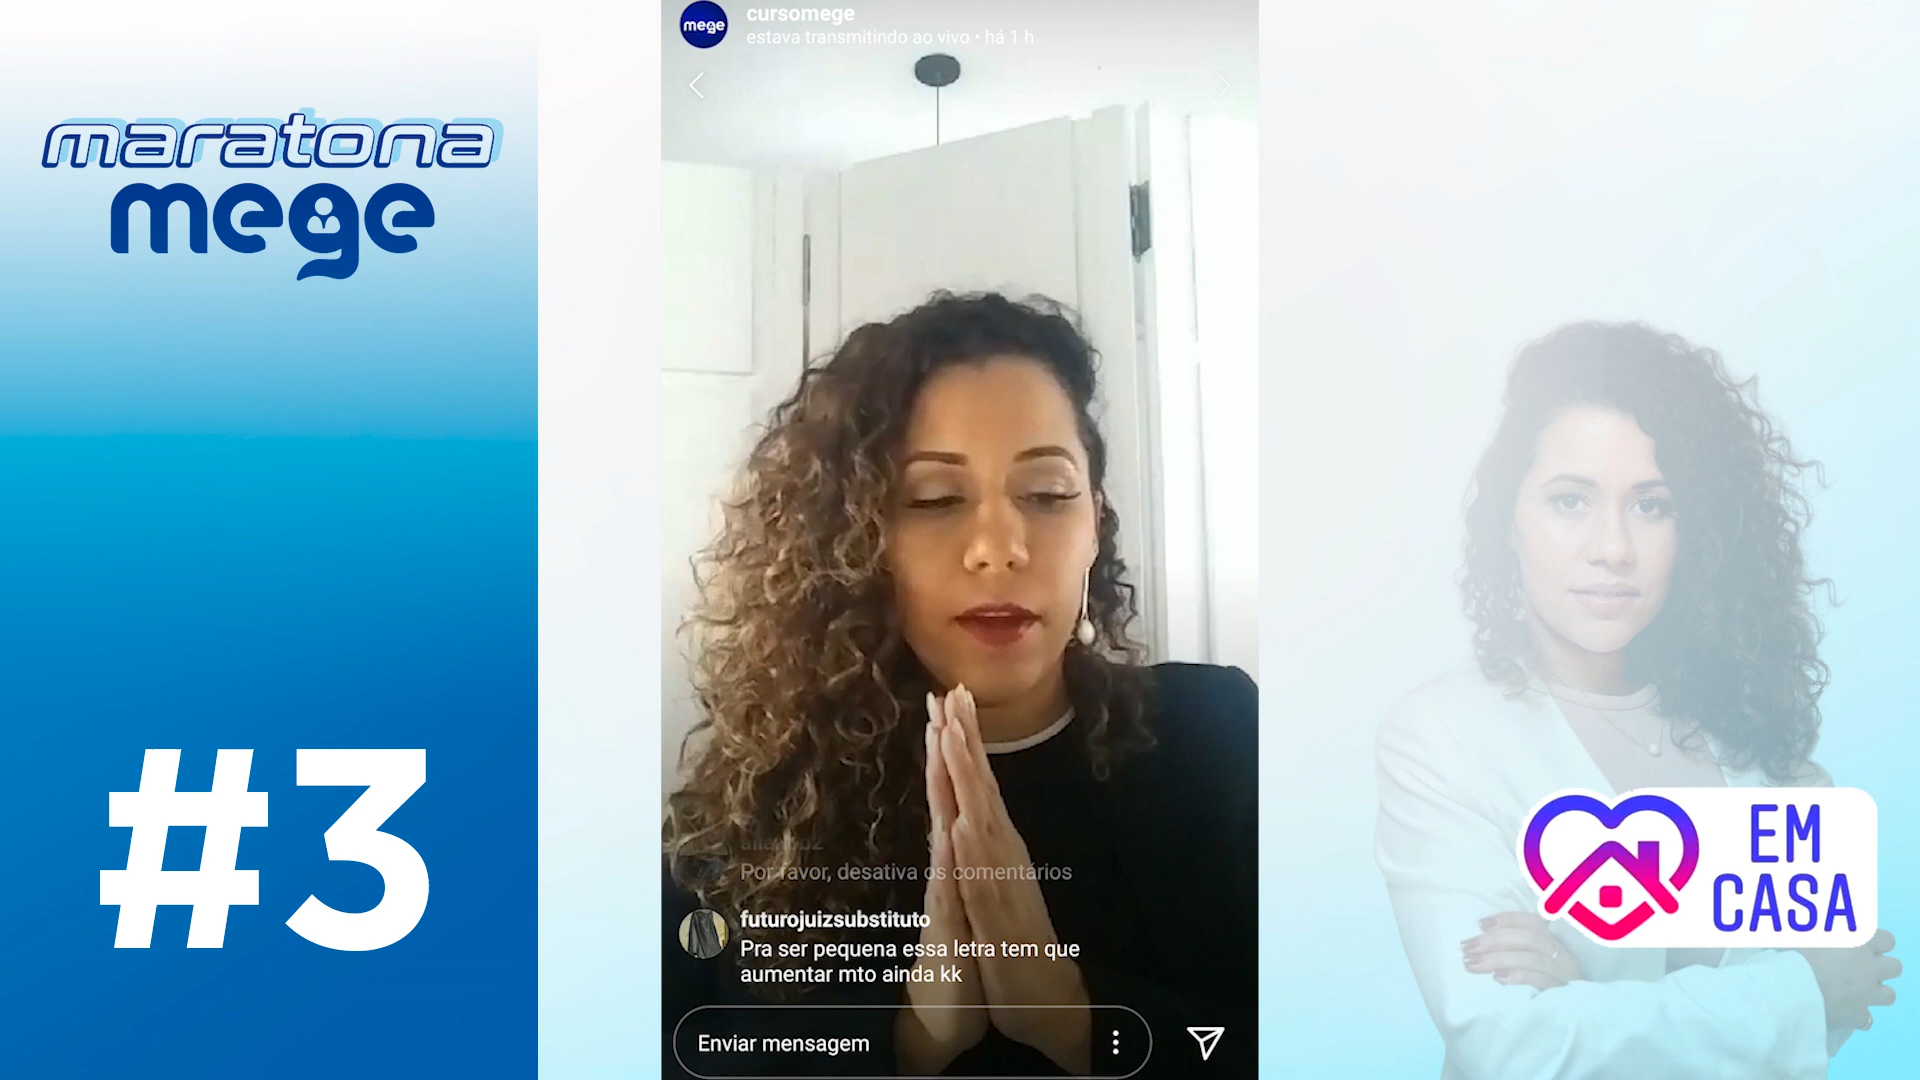 maratona
mege
#3
mege
cursomege
estava transmitindo ao vivo • há 1 h
Por favor, desativa os comentários
futurojuizsubstituto
Pra ser pequena essa letra tem que
aumentar mto ainda kk
Enviar mensagem
EM
CASA